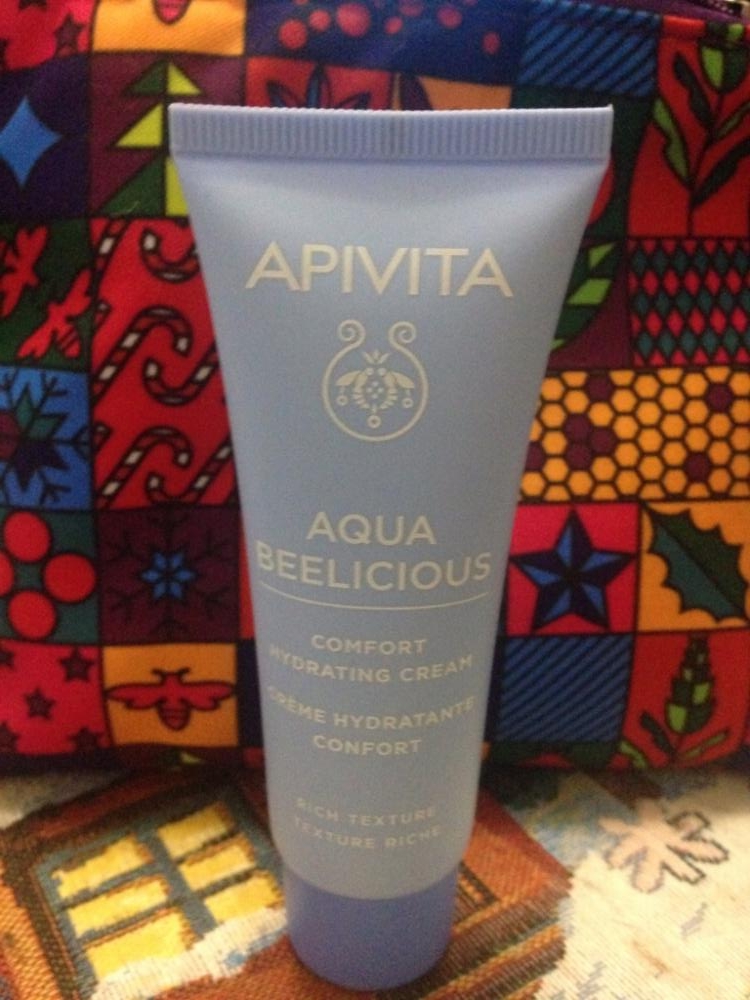 APIVITA
AQUA
BEELICIOUS
COMFORT
HYDRATING CREAM
CRÈME HYDRATANTE
CONFORT
RICH TEXTURE
TEXTURE RICHE